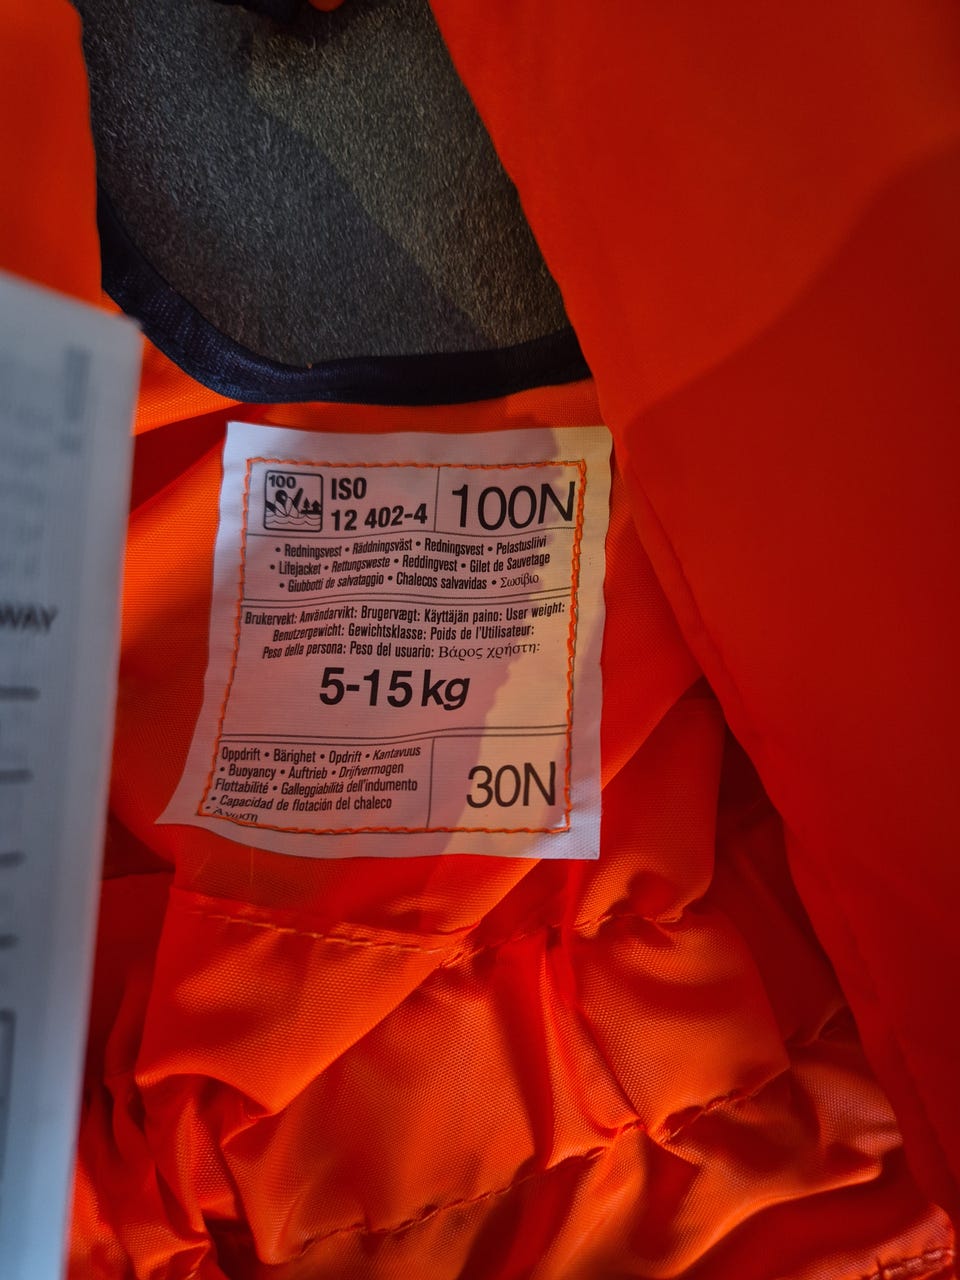 100
ISO
12 402-4
100N
• Redningsvest • Räddningsväst • Redningsvest • Pelastusliivi
• Lifejacket • Rettungsweste • Reddingvest • Gilet de Sauvetage
• Giubbotti de salvataggio • Chalecos salvavidas • Σωσίβιο
Brukervekt: Användarvikt: Brugervægt: Käyttäjän paino: User weight:
Benutzergewicht: Gewichtsklasse: Poids de l'Utilisateur:
Peso della persona: Peso del usuario: Βάρος χρήστη:
5-15 kg
Oppdrift • Bärighet • Opdrift • Kantavuus
• Buoyancy • Auftrieb • Drijfvermogen
Flottabilité • Galleggiabilità dell'indumento
• Capacidad de flotación del chaleco
• Άνωση
30N
WAY